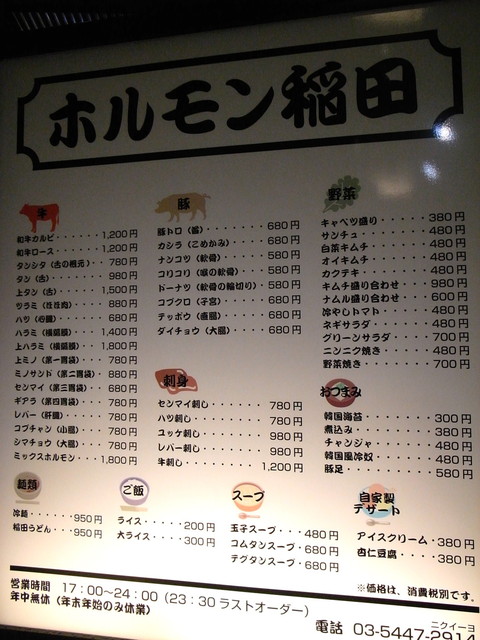 ホルモン稲田
牛
和牛カルビ・・・・・・1,200円
和牛ロース・・・・・・1,200円
タンシタ（舌の根元）・・780円
タン（舌）・・・・・・・980円
上タン（舌）・・・・・1,500円
ツラミ（ほほ肉）・・・・880円
ハツ（心臓）・・・・・・680円
ハラミ（横隔膜）・・・1,400円
上ハラミ（横隔膜）・・1,800円
上ミノ（第一胃袋）・・・780円
ミノサンド（第二胃袋）・・880円
センマイ（第三胃袋）・・680円
ギアラ（第四胃袋）・・・780円
レバー（肝臓）・・・・・780円
コプチャン（小腸）・・・780円
シマチョウ（大腸）・・・780円
ミックスホルモン・・・1,800円
豚
豚トロ（首）・・・・・・・680円
カシラ（こめかみ）・・・・680円
ナンコツ（軟骨）・・・・・580円
コリコリ（喉の軟骨）・・・580円
ドーナツ（軟骨の輪切り）・・580円
コブクロ（子宮）・・・・・680円
テッポウ（直腸）・・・・・680円
ダイチョウ（大腸）・・・・680円
刺身
センマイ刺し・・・・・・・780円
ハツ刺し・・・・・・・・・780円
ユッケ刺し・・・・・・・・980円
レバー刺し・・・・・・・・980円
牛刺し・・・・・・・・・1,200円
野菜
キャベツ盛り・・・・・・380円
サンチュ・・・・・・・・480円
白菜キムチ・・・・・・・480円
オイキムチ・・・・・・・480円
カクテキ・・・・・・・・480円
キムチ盛り合わせ・・・・980円
ナムル盛り合わせ・・・・600円
冷やしトマト・・・・・・480円
ネギサラダ・・・・・・・480円
グリーンサラダ・・・・・700円
ニンニク焼き・・・・・・480円
野菜焼き・・・・・・・・700円
おつまみ
韓国海苔・・・・・・・・300円
煮込み・・・・・・・・・380円
チャンジャ・・・・・・・480円
韓国風冷奴・・・・・・・480円
豚足・・・・・・・・・・580円
麺類
冷麺・・・・・950円
稲田うどん・・950円
ご飯
ライス・・・・・200円
大ライス・・・・300円
スープ
玉子スープ・・・480円
コムタンスープ・・680円
テグタンスープ・・680円
自家製
デザート
アイスクリーム・・380円
杏仁豆腐・・・・380円
※価格は、消費税別です。
営業時間 17:00〜24:00（23:30ラストオーダー）
年中無休（年末年始のみ休業）
ニクイーヨ
電話 03-5447-2914